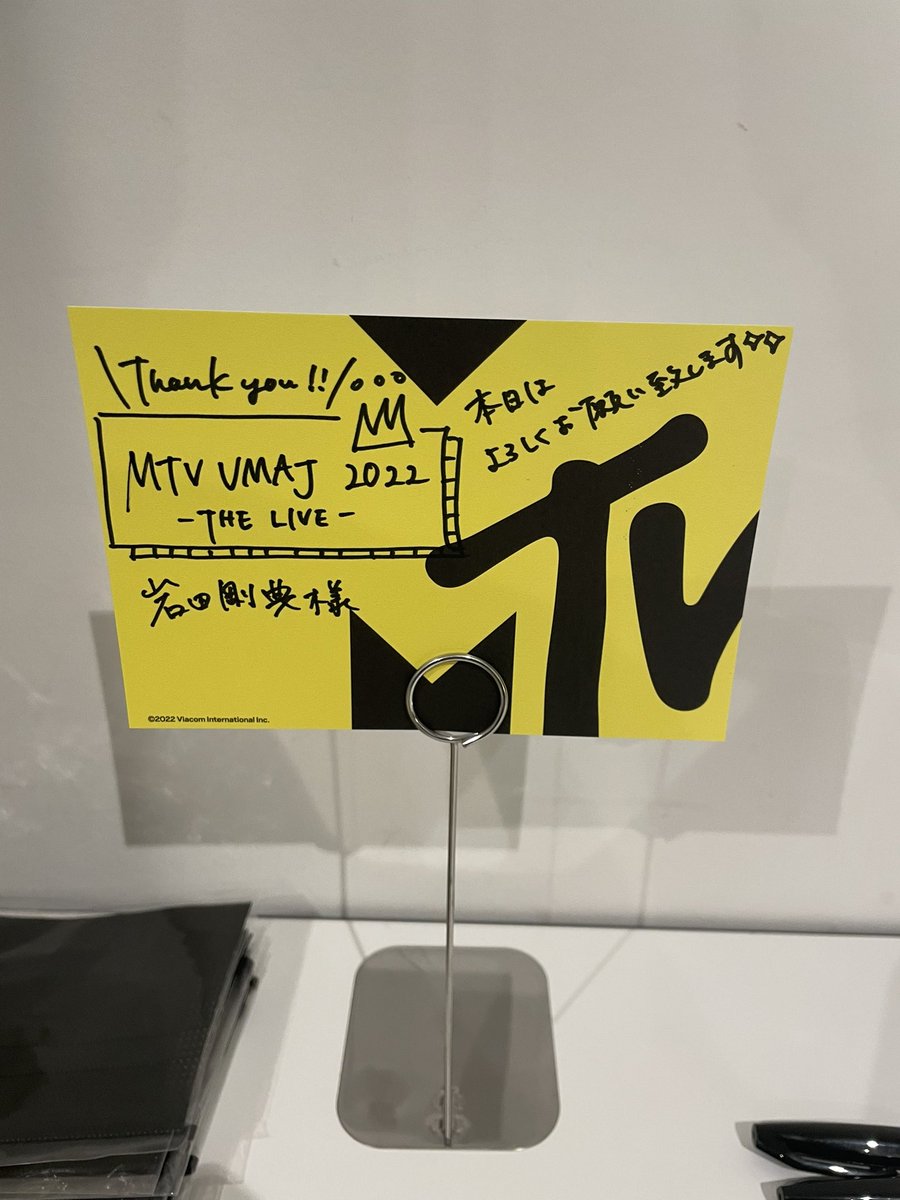 \Thank you!!/
MTV VMAJ 2022
-THE LIVE-
岩田剛典様
本日は
よろしくお願い致します
MTV
©2022 Viacom International Inc.